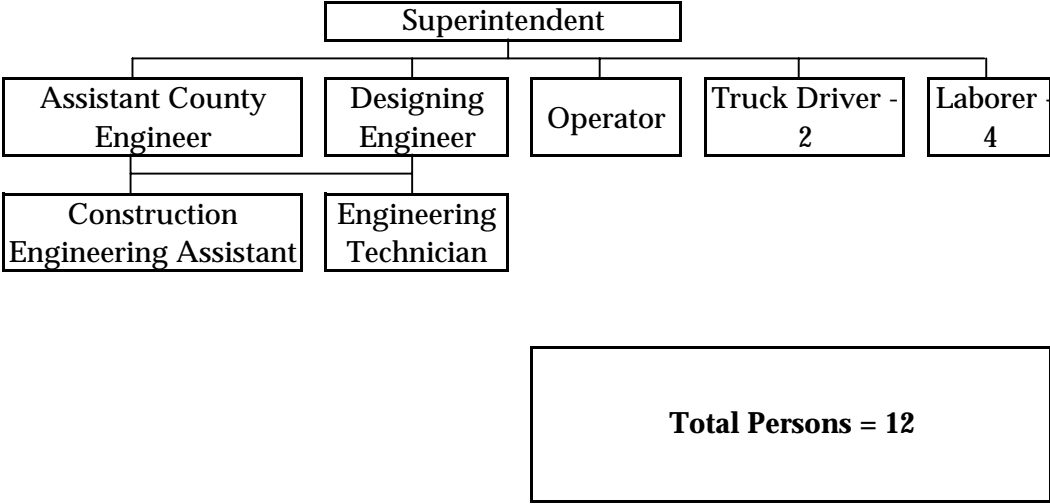 Superintendent
Assistant County
Engineer
Designing
Engineer
Operator
Truck Driver -
2
Laborer -
4
Construction
Engineering Assistant
Engineering
Technician
Total Persons = 12